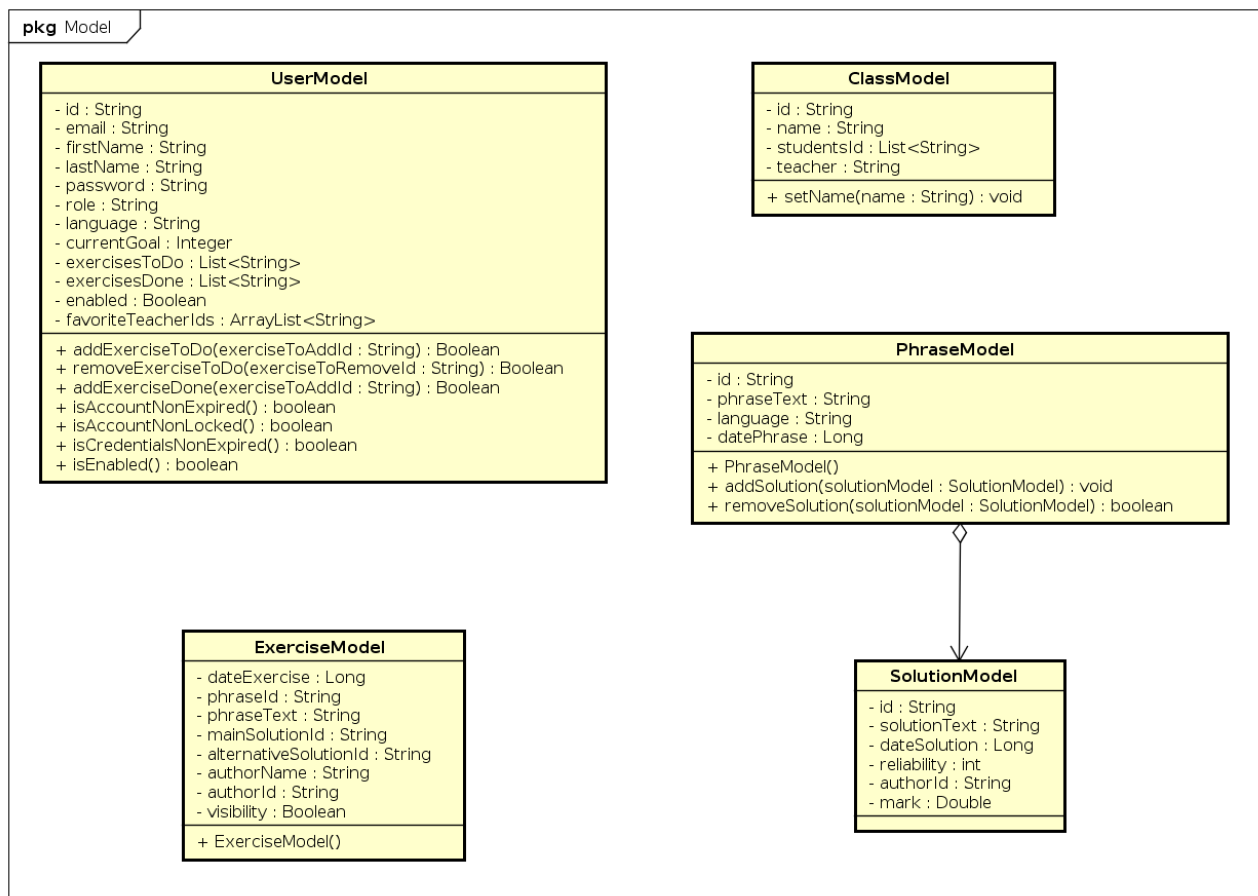 pkg Model
UserModel
- id : String
- email : String
- firstName : String
- lastName : String
- password : String
- role : String
- language : String
- currentGoal : Integer
- exercisesToDo : List<String>
- exercisesDone : List<String>
- enabled : Boolean
- favoriteTeacherIds : ArrayList<String>
+ addExerciseToDo(exerciseToAddId : String) : Boolean
+ removeExerciseToDo(exerciseToRemoveId : String) : Boolean
+ addExerciseDone(exerciseToAddId : String) : Boolean
+ isAccountNonExpired() : boolean
+ isAccountNonLocked() : boolean
+ isCredentialsNonExpired() : boolean
+ isEnabled() : boolean
ClassModel
- id : String
- name : String
- studentsId : List<String>
- teacher : String
+ setName(name : String) : void
PhraseModel
- id : String
- phraseText : String
- language : String
- datePhrase : Long
+ PhraseModel()
+ addSolution(solutionModel : SolutionModel) : void
+ removeSolution(solutionModel : SolutionModel) : boolean
ExerciseModel
- dateExercise : Long
- phraseId : String
- phraseText : String
- mainSolutionId : String
- alternativeSolutionId : String
- authorName : String
- authorId : String
- visibility : Boolean
+ ExerciseModel()
SolutionModel
- id : String
- solutionText : String
- dateSolution : Long
- reliability : int
- authorId : String
- mark : Double